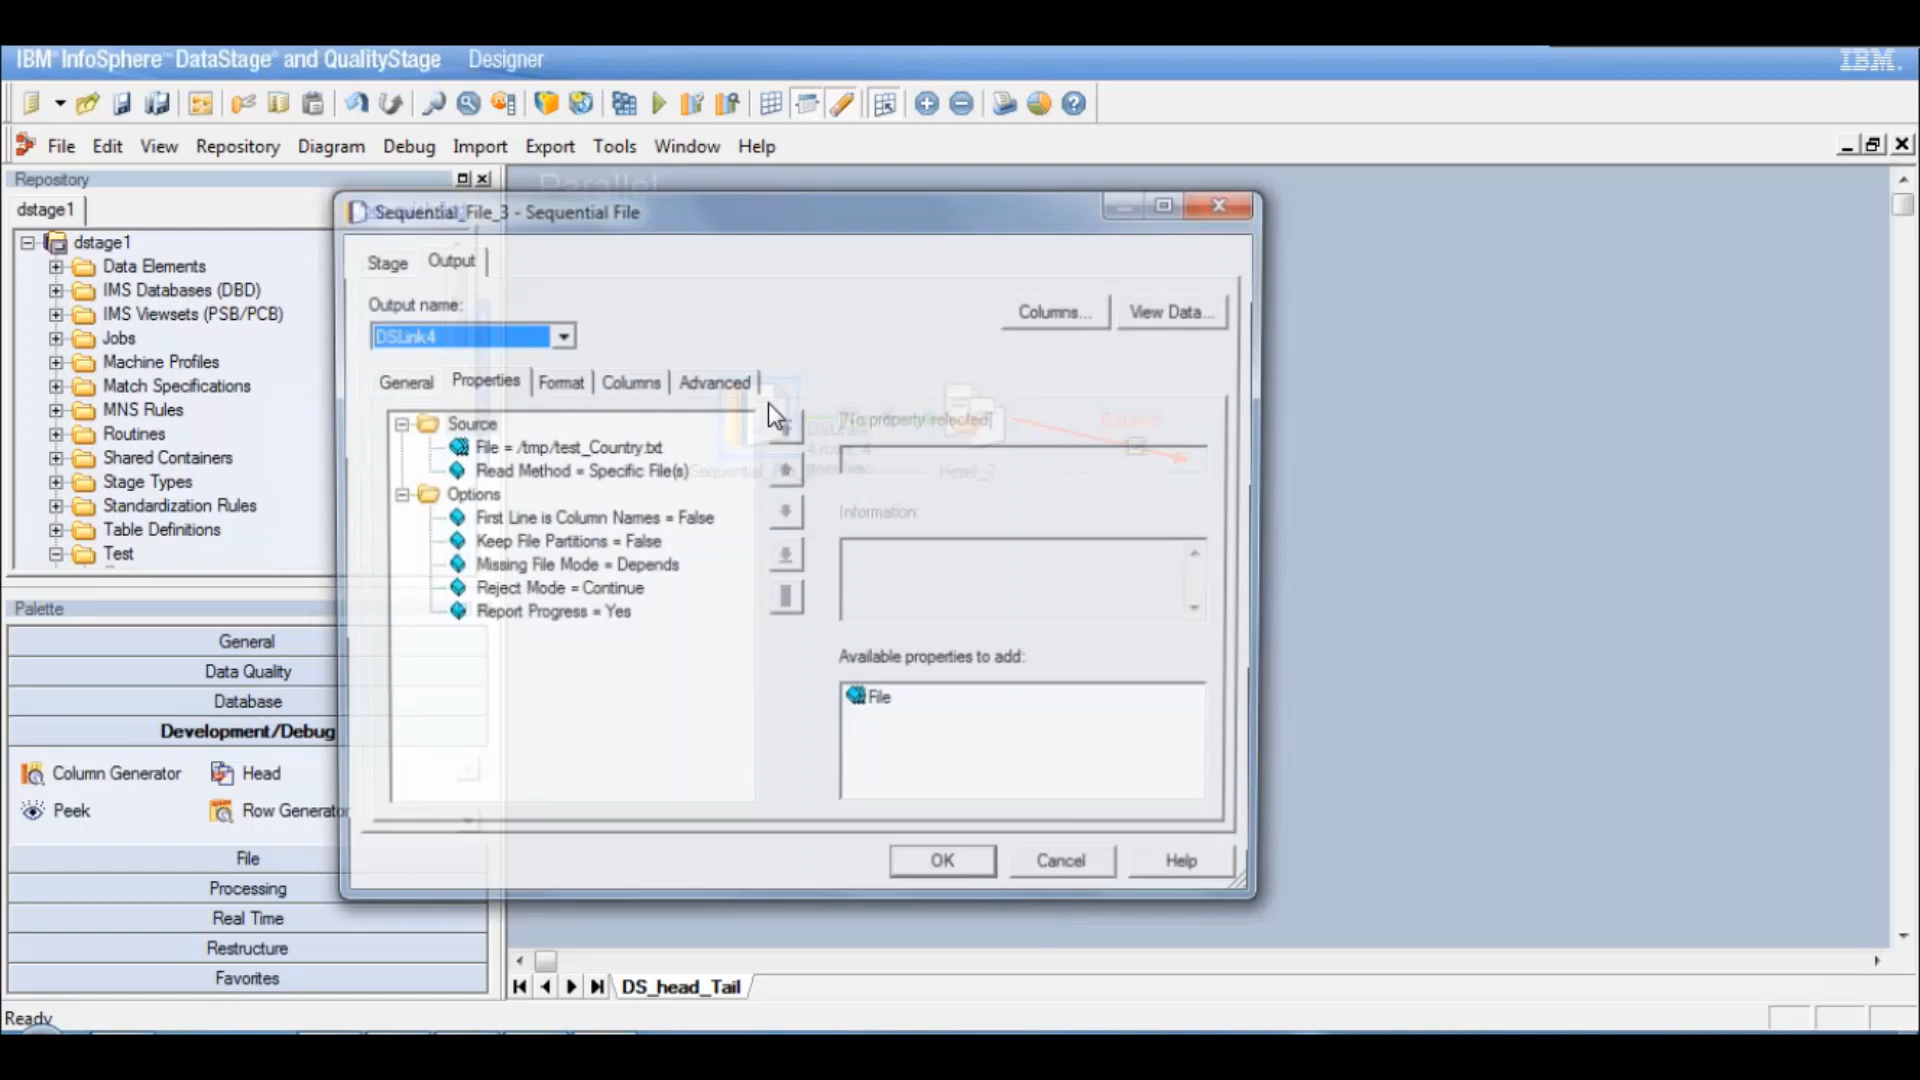 IBM® InfoSphere™ DataStage® and QualityStage Designer
IBM.
File Edit View Repository Diagram Debug Import Export Tools Window Help
Repository
Parallel
dstage1
Sequential_File_3 - Sequential File
dstage1
Data Elements
IMS Databases (DBD)
IMS Viewsets (PSB/PCB)
Jobs
Machine Profiles
Match Specifications
MNS Rules
Routines
Shared Containers
Stage Types
Standardization Rules
Table Definitions
Test
Stage Output
Output name:
Columns... View Data...
DSLink4
General Properties Format Columns Advanced
Source
File = /tmp/test_Country.txt
Read Method = Specific File(s)
Options
First Line is Column Names = False
Keep File Partitions = False
Missing File Mode = Depends
Reject Mode = Continue
Report Progress = Yes
[No property selected]
Head_7
Information:
Available properties to add:
File
OK Cancel Help
Palette
General
Data Quality
Database
Development/Debug
Column Generator Head
Peek Row Generator
File
Processing
Real Time
Restructure
Favorites
DS_head_Tail
Ready